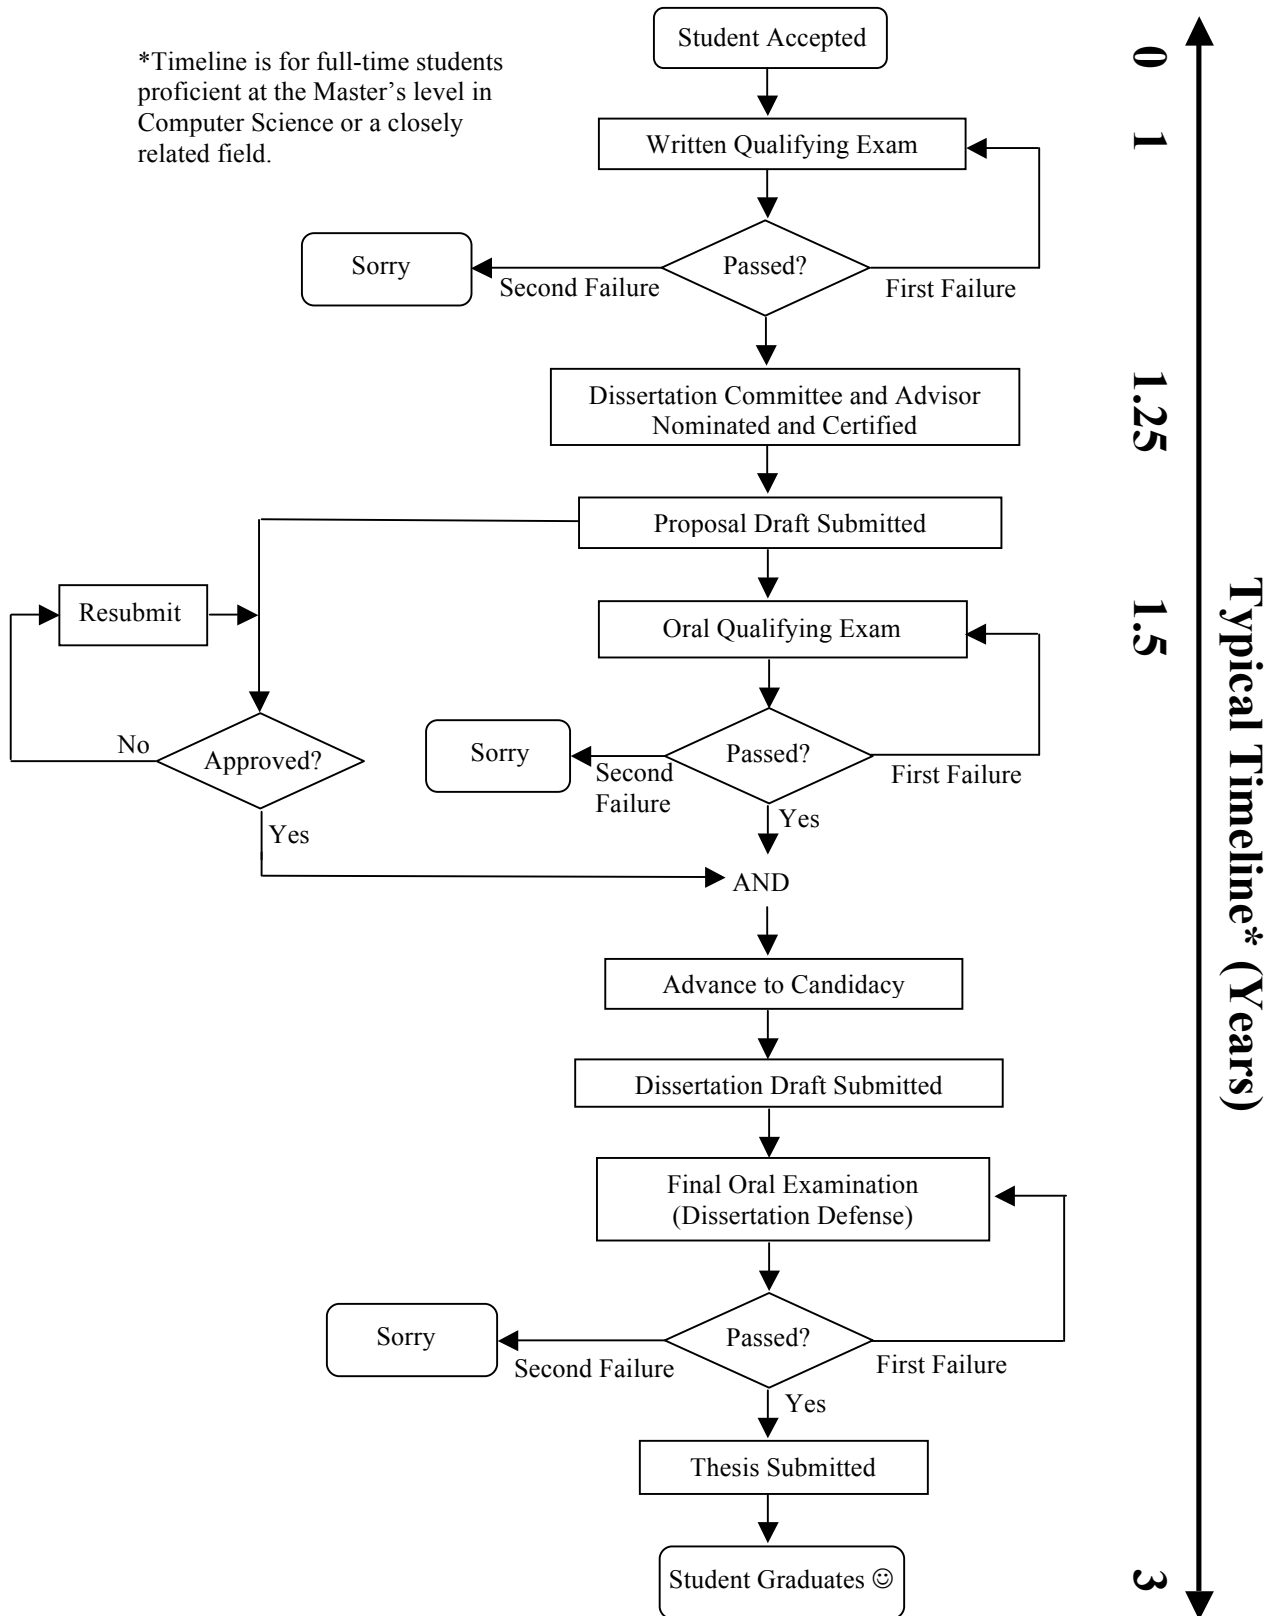 Student Accepted
*Timeline is for full-time students
proficient at the Master’s level in
Computer Science or a closely
related field.
0
Written Qualifying Exam
1
Passed?
Sorry
Second Failure
First Failure
Dissertation Committee and Advisor
Nominated and Certified
1.25
Proposal Draft Submitted
Resubmit
Oral Qualifying Exam
1.5
No
Approved?
Sorry
Second
Failure
Passed?
First Failure
Yes
Yes
AND
Typical Timeline* (Years)
Advance to Candidacy
Dissertation Draft Submitted
Final Oral Examination
(Dissertation Defense)
Sorry
Second Failure
Passed?
First Failure
Yes
Thesis Submitted
Student Graduates ☺
3